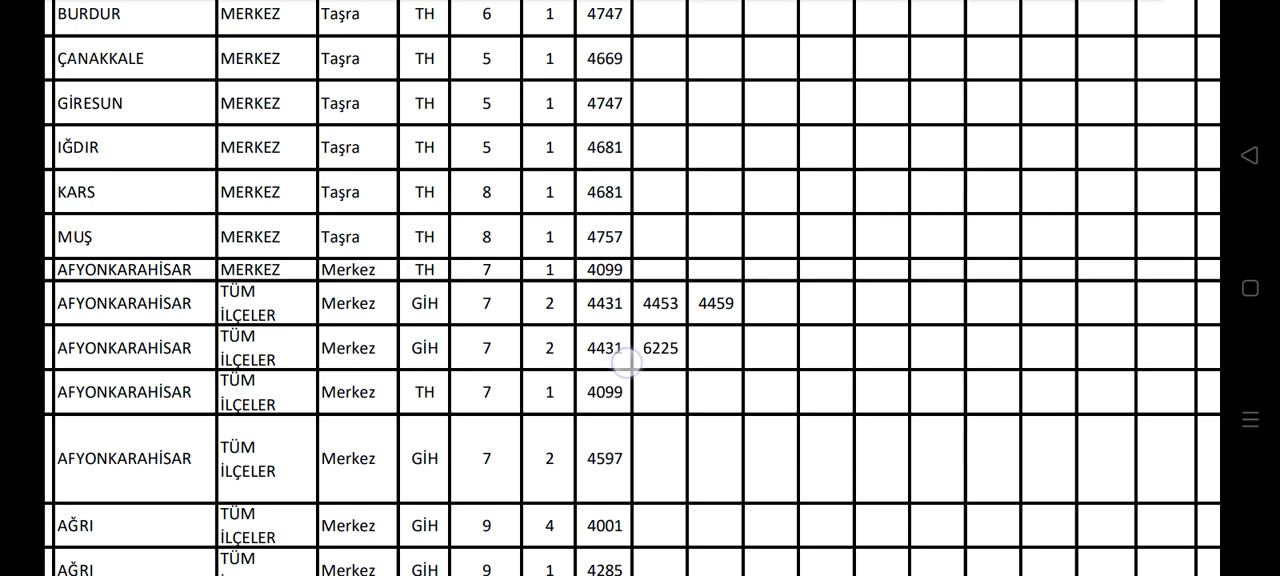 BURDUR MERKEZ Taşra TH 6 1 4747
ÇANAKKALE MERKEZ Taşra TH 5 1 4669
GİRESUN MERKEZ Taşra TH 5 1 4747
IĞDIR MERKEZ Taşra TH 5 1 4681
KARS MERKEZ Taşra TH 8 1 4681
MUŞ MERKEZ Taşra TH 8 1 4757
AFYONKARAHİSAR MERKEZ Merkez TH 7 1 4099
AFYONKARAHİSAR TÜM İLÇELER Merkez GİH 7 2 4431 4453 4459
AFYONKARAHİSAR TÜM İLÇELER Merkez GİH 7 2 4431 6225
AFYONKARAHİSAR TÜM İLÇELER Merkez TH 7 1 4099
AFYONKARAHİSAR TÜM İLÇELER Merkez GİH 7 2 4597
AĞRI TÜM İLÇELER Merkez GİH 9 4 4001
AĞRI TÜM Merkez GİH 9 1 4285